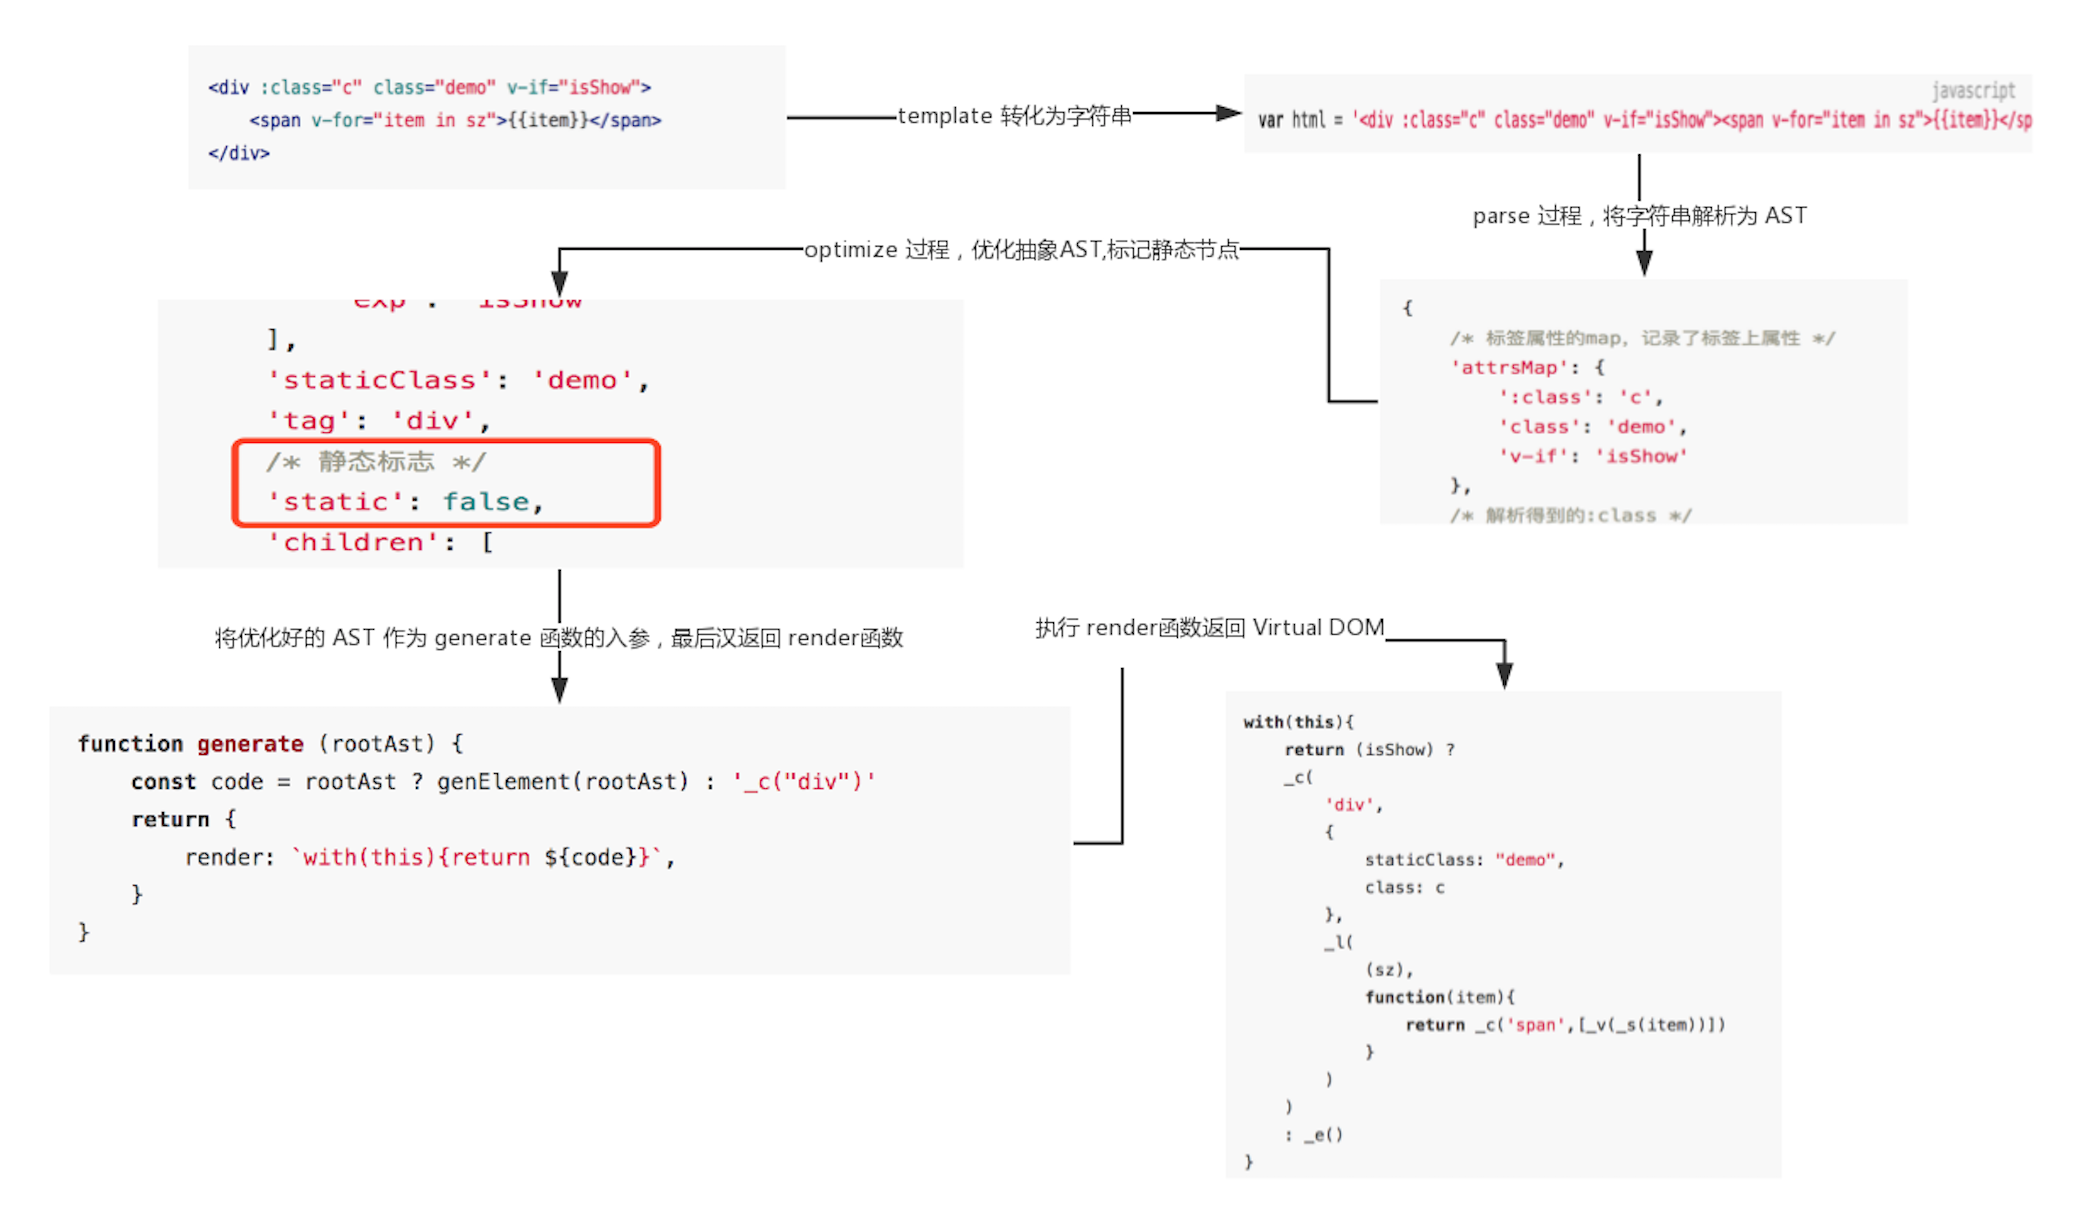 <div :class="c" class="demo" v-if="isShow">
    <span v-for="item in sz">{{item}}</span>
</div>
template 转化为字符串
javascript
var html = '<div :class="c" class="demo" v-if="isShow"><span v-for="item in sz">{{item}}</sp
parse 过程，将字符串解析为 AST
optimize 过程，优化抽象AST,标记静态节点
{
    /* 标签属性的map，记录了标签上属性 */
    'attrsMap': {
        ':class': 'c',
        'class': 'demo',
        'v-if': 'isShow'
    },
    /* 解析得到的:class */
exp : isShow
],
'staticClass': 'demo',
'tag': 'div',
/* 静态标志 */
'static': false,
'children': [
将优化好的 AST 作为 generate 函数的入参，最后汉返回 render函数
function generate (rootAst) {
    const code = rootAst ? genElement(rootAst) : '_c("div")'
    return {
        render: `with(this){return ${code}}`,
    }
}
执行 render函数返回 Virtual DOM
with(this){
    return (isShow) ?
    _c(
        'div',
        {
            staticClass: "demo",
            class: c
        },
        _l(
            (sz),
            function(item){
                return _c('span',[_v(_s(item))])
            }
        )
    )
    : _e()
}